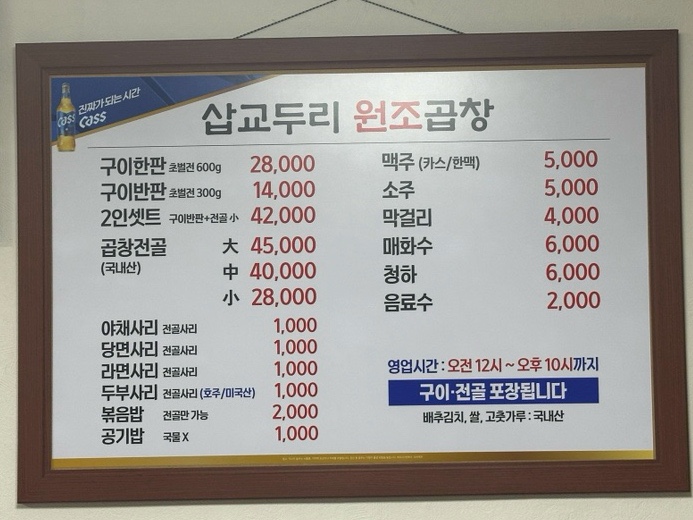 진짜가 되는 시간
Cass
Cass
삽교두리 원조곱창
구이한판 초벌전 600g 28,000
구이반판 초벌전 300g 14,000
2인셋트 구이반판+전골 小 42,000
곱창전골 大 45,000
(국내산) 中 40,000
小 28,000
야채사리 전골사리 1,000
당면사리 전골사리 1,000
라면사리 전골사리 1,000
두부사리 전골사리 (호주/미국산) 1,000
볶음밥 전골만 가능 2,000
공기밥 국물 X 1,000
맥주 (카스/한맥) 5,000
소주 5,000
막걸리 4,000
매화수 6,000
청하 6,000
음료수 2,000
영업시간 : 오전 12시 ~ 오후 10시까지
구이·전골 포장됩니다
배추김치, 쌀, 고춧가루 : 국내산